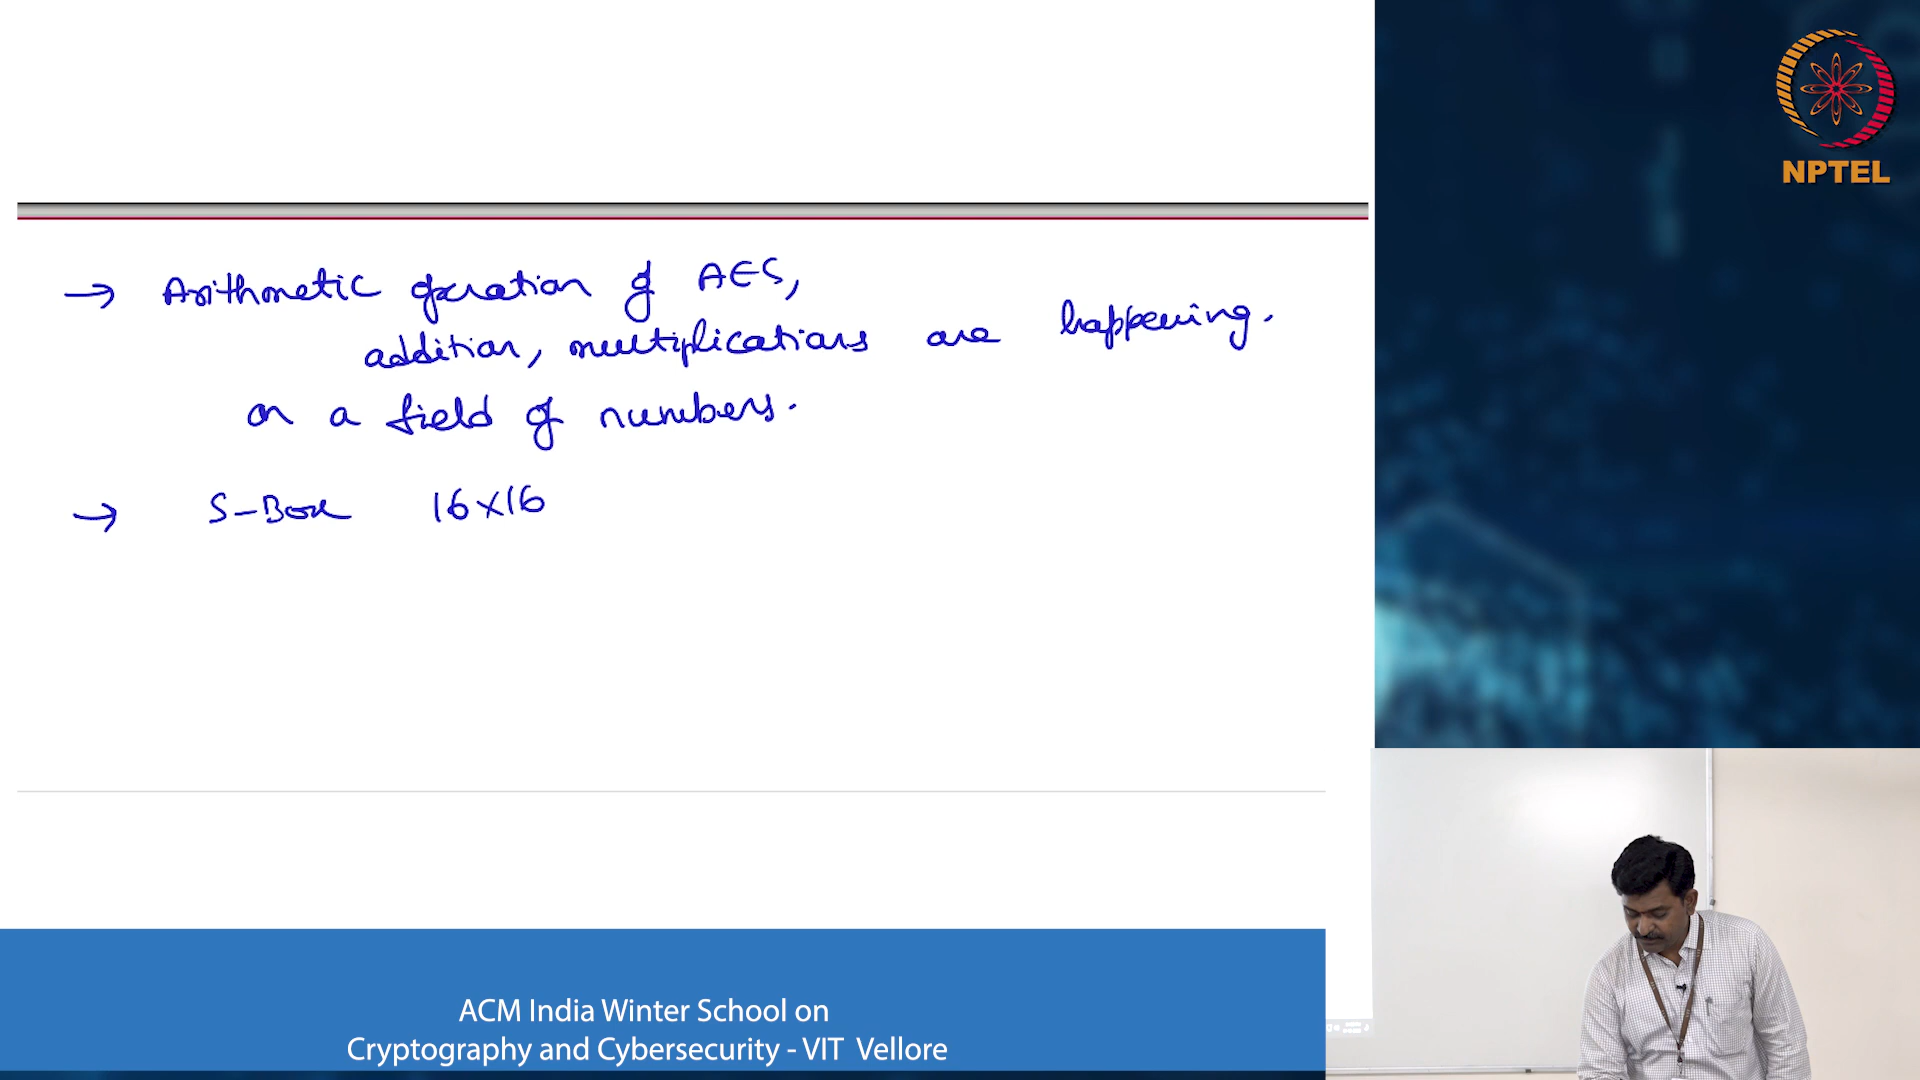 NPTEL
→ Arithmetic operation of AES,
addition, multiplications are happening.
on a field of numbers.
→ S-Box 16×16
ACM India Winter School on
Cryptography and Cybersecurity - VIT Vellore